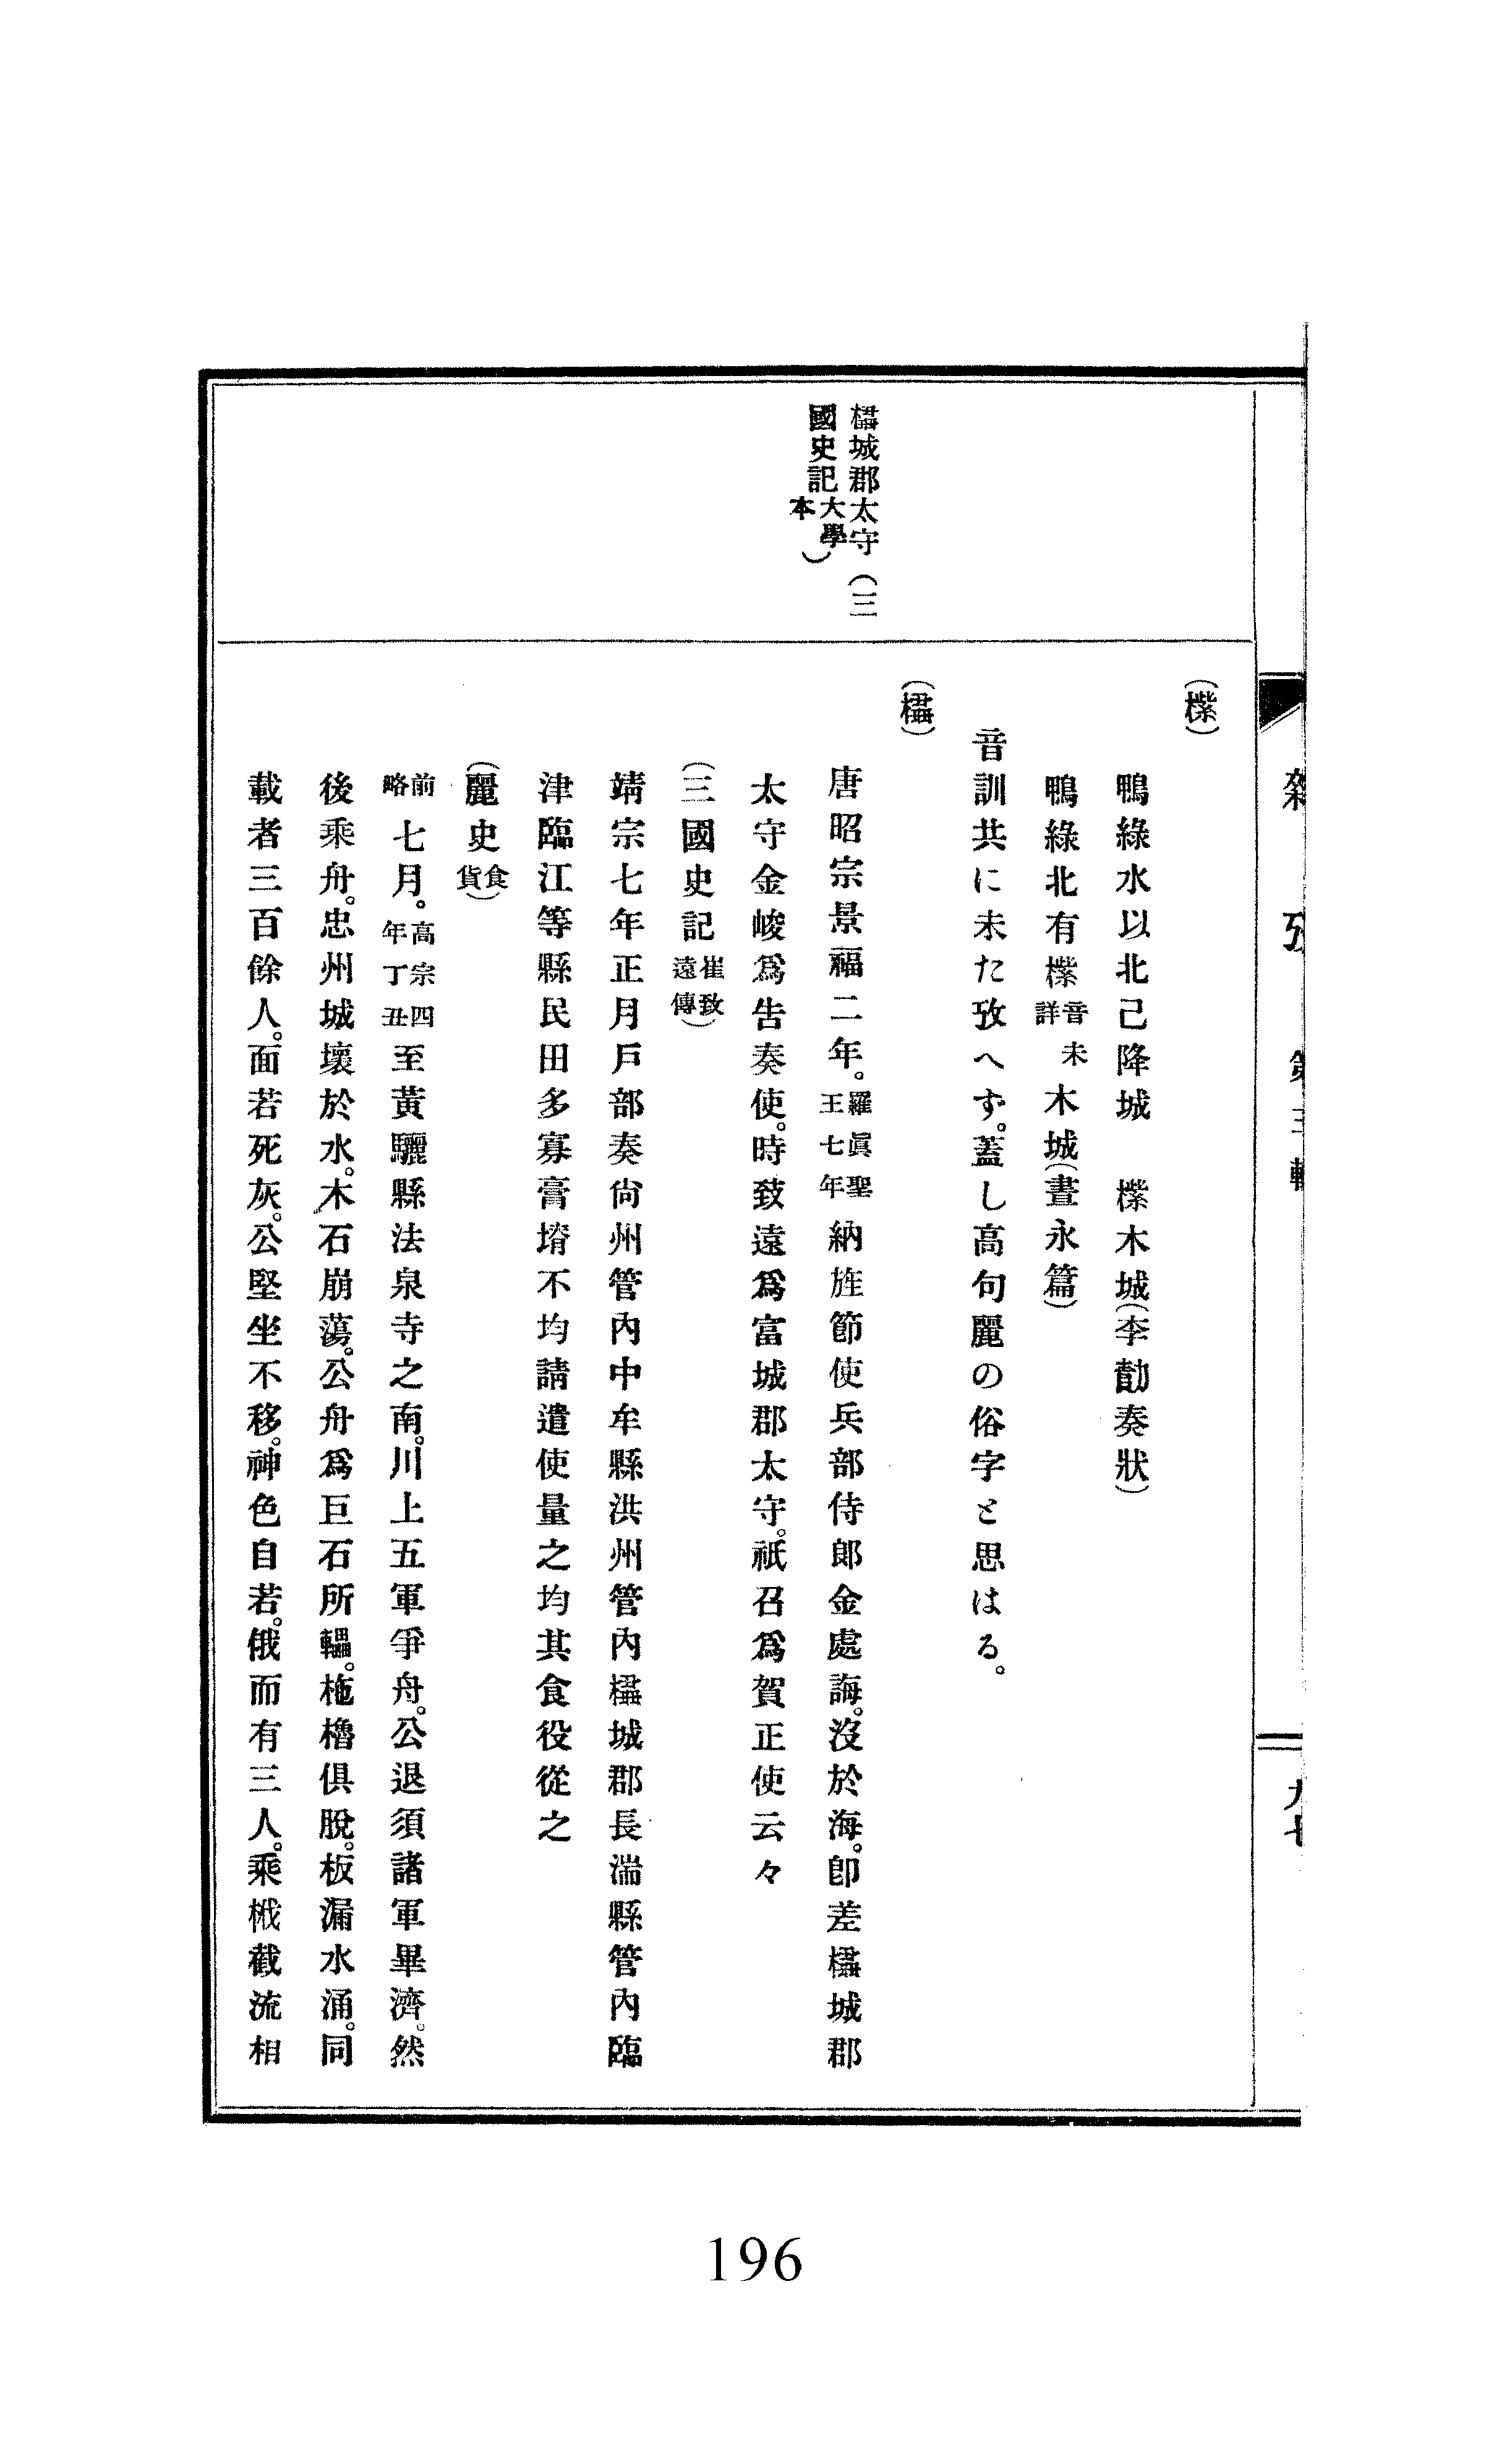 雜攷 第 輯 九七
城郡太守(三
國史記大學本)
(橴)
鴨綠水以北己降城 橴木城(李勣奏狀)
鴨綠北有橴音未詳木城(晝永篇)
音訓共に未た攷へず。蓋し高句麗の俗字と思はる。
唐昭宗景福二年。羅眞聖王七年納旌節使兵部侍郎金處誨。沒於海。卽差 城郡
太守金峻爲告奏使。時致遠爲富城郡太守。祇召爲賀正使云々
(三國史記崔致遠傳)
靖宗七年正月戶部奏尙州管內中牟縣洪州管內 城郡長湍縣管內臨
津臨江等縣民田多寡膏塉不均請遣使量之均其食役從之
(麗史食貨)
前略七月。高宗四年丁丑至黃驪縣法泉寺之南。川上五軍爭舟。公退須諸軍畢濟。然
後乘舟。忠州城壞於水。木石崩蕩。公舟爲巨石所 。柂櫓俱脫。板漏水涌。同
載者三百餘人。面若死灰。公堅坐不移。神色自若。俄而有三人。乘 截流相
196